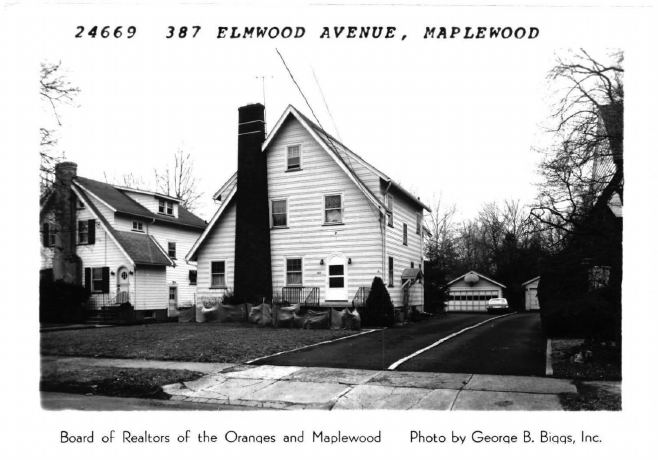 24669 387 ELMWOOD AVENUE, MAPLEWOOD
Board of Realtors of the Oranges and Maplewood Photo by George B. Biggs, Inc.